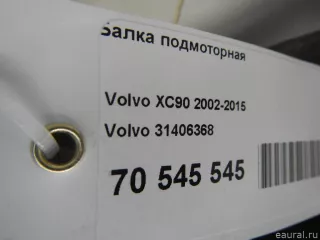 Балка подмоторная
Volvo XC90 2002-2015
Volvo 31406368
70 545 545
eaural.ru